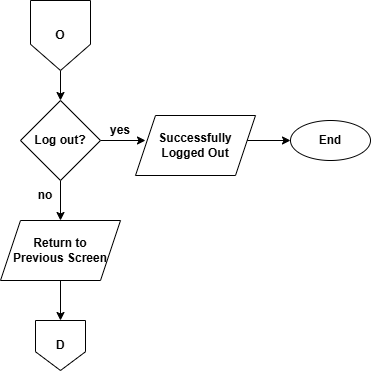 O
Log out?
yes
Successfully
Logged Out
End
no
Return to
Previous Screen
D